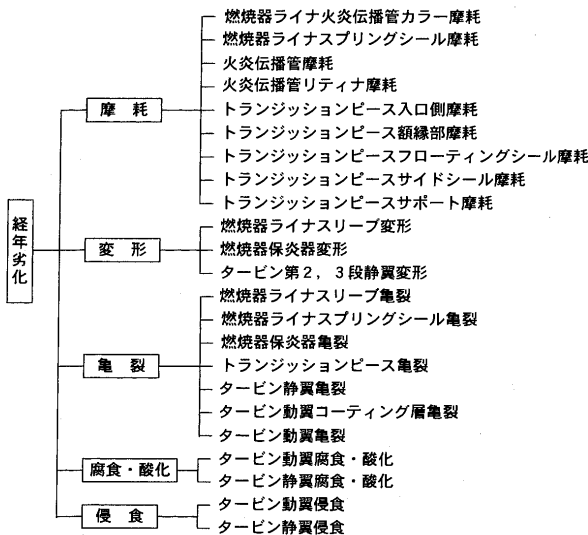 経年劣化
摩耗
燃焼器ライナ火炎伝播管カラー摩耗
燃焼器ライナスプリングシール摩耗
火炎伝播管摩耗
火炎伝播管リティナ摩耗
トランジッションピース入口側摩耗
トランジッションピース額縁部摩耗
トランジッションピースフローティングシール摩耗
トランジッションピースサイドシール摩耗
トランジッションピースサポート摩耗
変形
燃焼器ライナスリーブ変形
燃焼器保炎器変形
タービン第2,3段静翼変形
亀裂
燃焼器ライナスリーブ亀裂
燃焼器ライナスプリングシール亀裂
燃焼器保炎器亀裂
トランジッションピース亀裂
タービン静翼亀裂
タービン動翼コーティング層亀裂
タービン動翼亀裂
腐食・酸化
タービン動翼腐食・酸化
タービン静翼腐食・酸化
侵食
タービン動翼侵食
タービン静翼侵食